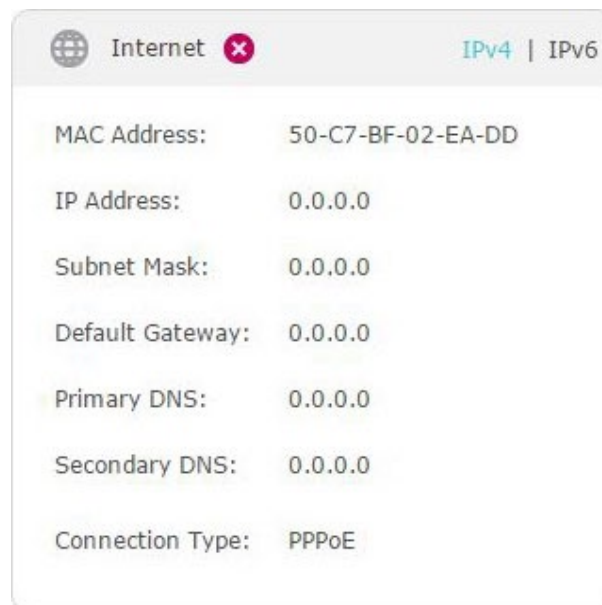 Internet IPv4 | IPv6
MAC Address: 50-C7-BF-02-EA-DD
IP Address: 0.0.0.0
Subnet Mask: 0.0.0.0
Default Gateway: 0.0.0.0
Primary DNS: 0.0.0.0
Secondary DNS: 0.0.0.0
Connection Type: PPPoE